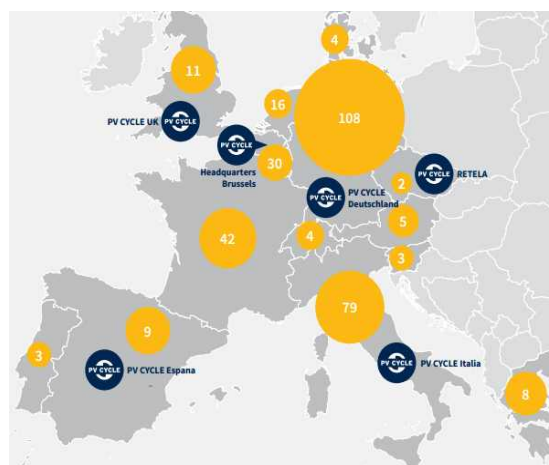 4
11
16
108
PV CYCLE UK
PV CYCLE
PV CYCLE
Headquarters
Brussels
30
2
PV CYCLE
RETELA
PV CYCLE
PV CYCLE
Deutschland
5
42
4
3
79
9
3
PV CYCLE
PV CYCLE Espana
PV CYCLE
PV CYCLE Italia
8